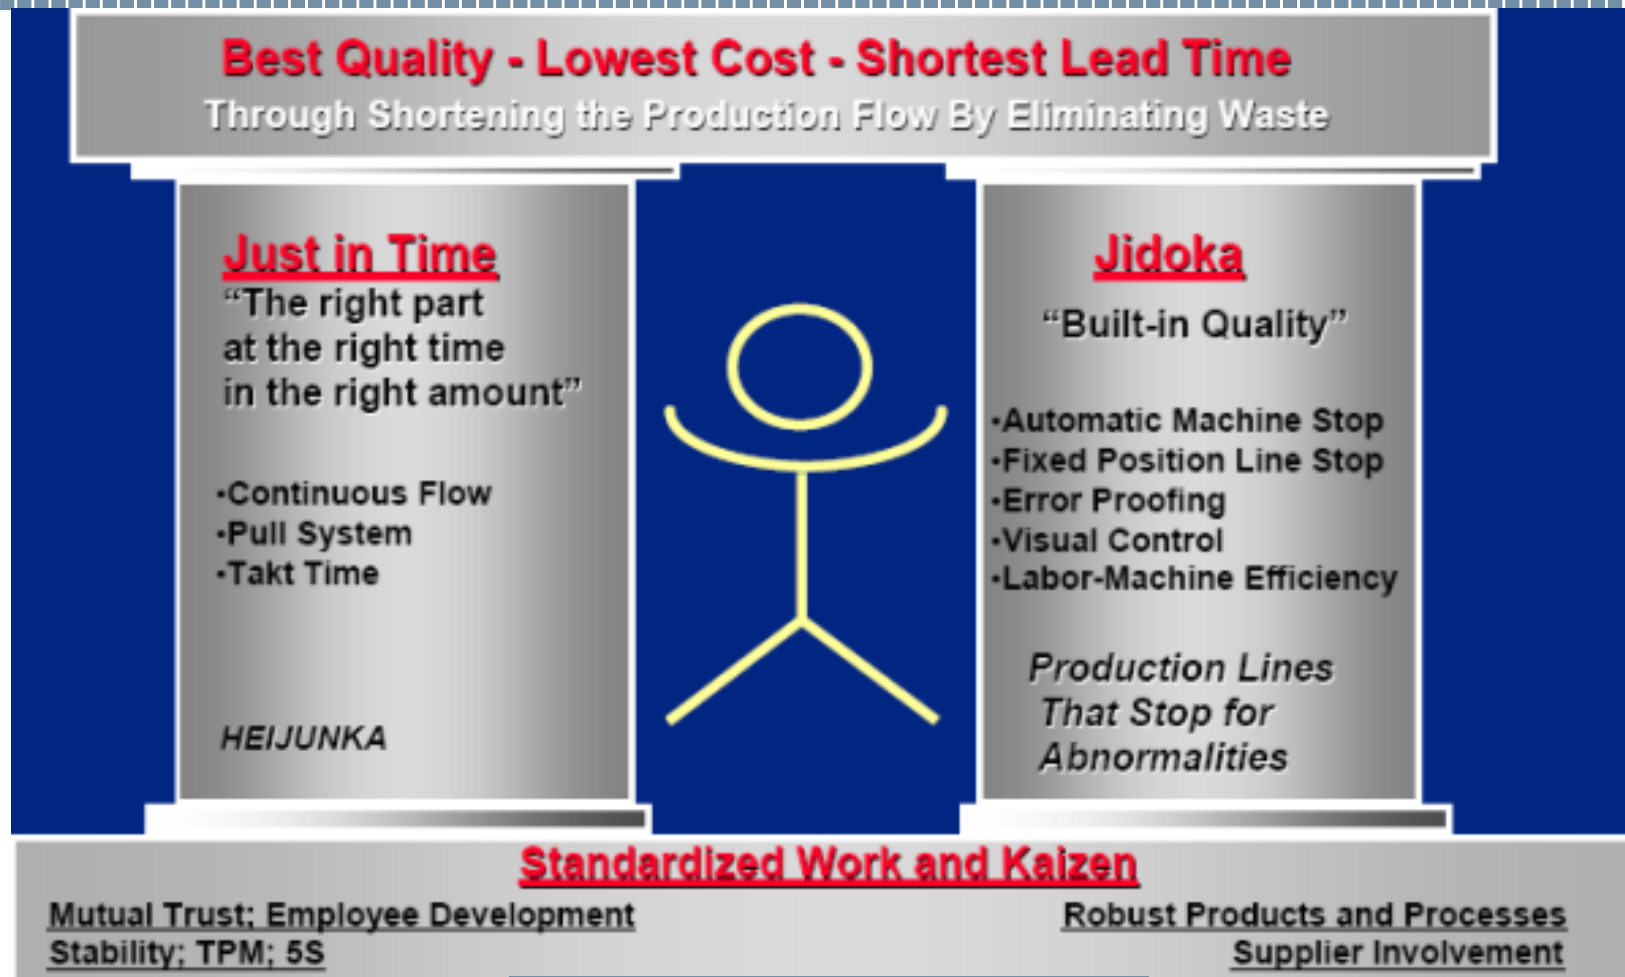 Best Quality - Lowest Cost - Shortest Lead Time
Through Shortening the Production Flow By Eliminating Waste
Just in Time
“The right part
at the right time
in the right amount”
•Continuous Flow
•Pull System
•Takt Time
HEIJUNKA
Jidoka
“Built-in Quality”
•Automatic Machine Stop
•Fixed Position Line Stop
•Error Proofing
•Visual Control
•Labor-Machine Efficiency
Production Lines
That Stop for
Abnormalities
Standardized Work and Kaizen
Mutual Trust; Employee Development
Stability; TPM; 5S
Robust Products and Processes
Supplier Involvement